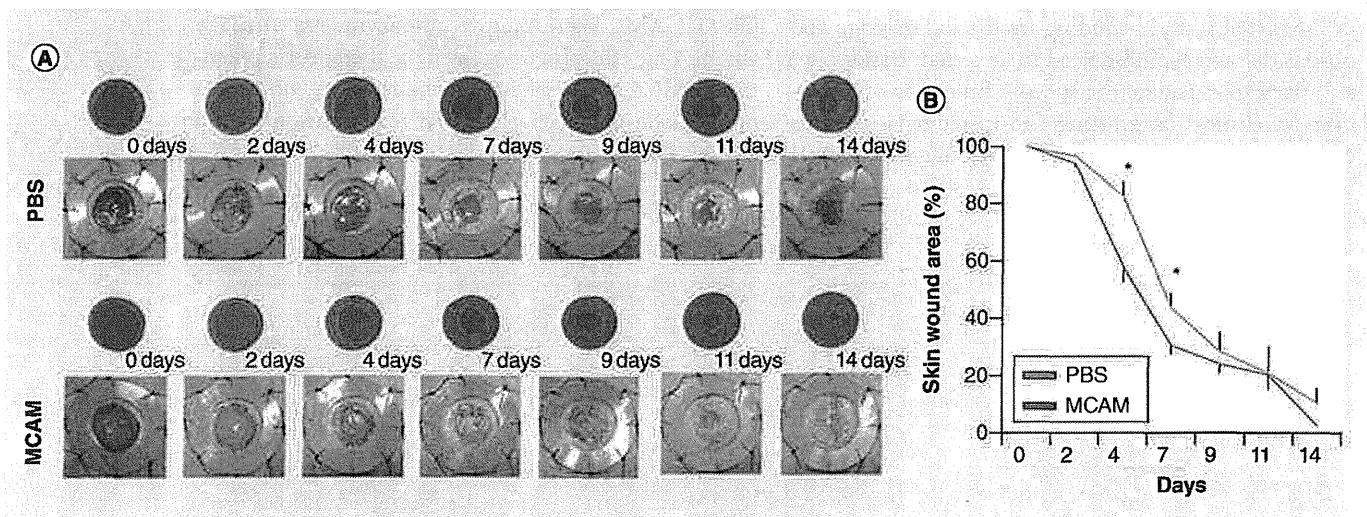 A
0 days 2 days 4 days 7 days 9 days 11 days 14 days
PBS
0 days 2 days 4 days 7 days 9 days 11 days 14 days
MCAM
B
Skin wound area (%)
100
80
60
40
20
0
* *
PBS
MCAM
0 2 4 7 9 11 14
Days